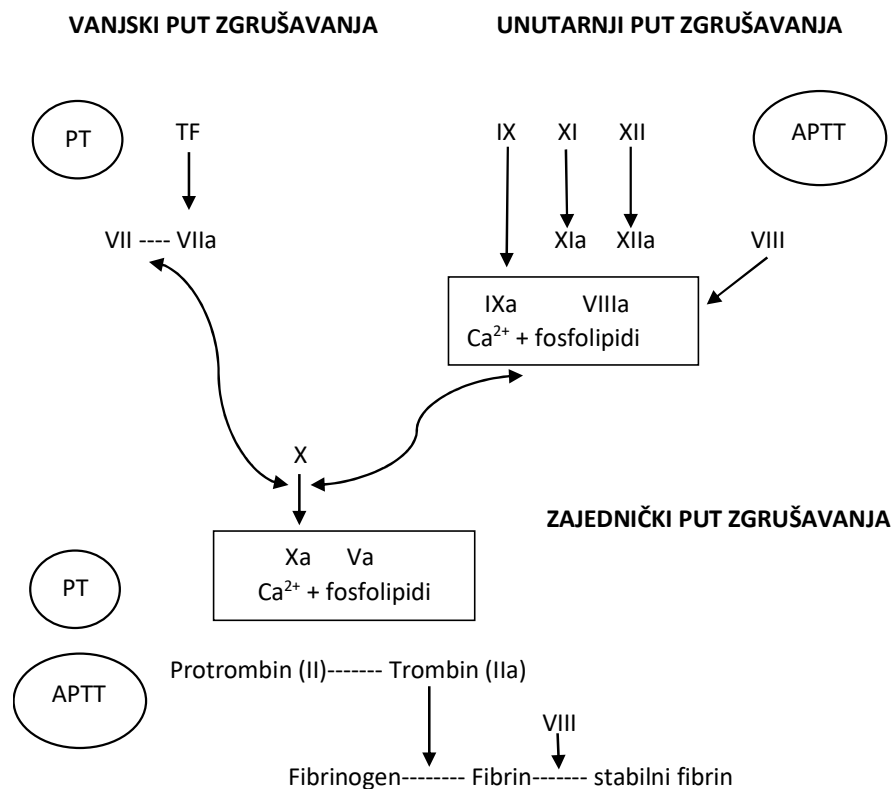 VANJSKI PUT ZGRUŠAVANJA UNUTARNJI PUT ZGRUŠAVANJA
PT TF IX XI XII APTT
VII ---- VIIa XIa XIIa VIII
IXa VIIIa
Ca²⁺ + fosfolipidi
X
ZAJEDNIČKI PUT ZGRUŠAVANJA
Xa Va
Ca²⁺ + fosfolipidi
PT
Protrombin (II)------- Trombin (IIa)
APTT
VIII
Fibrinogen-------- Fibrin------- stabilni fibrin